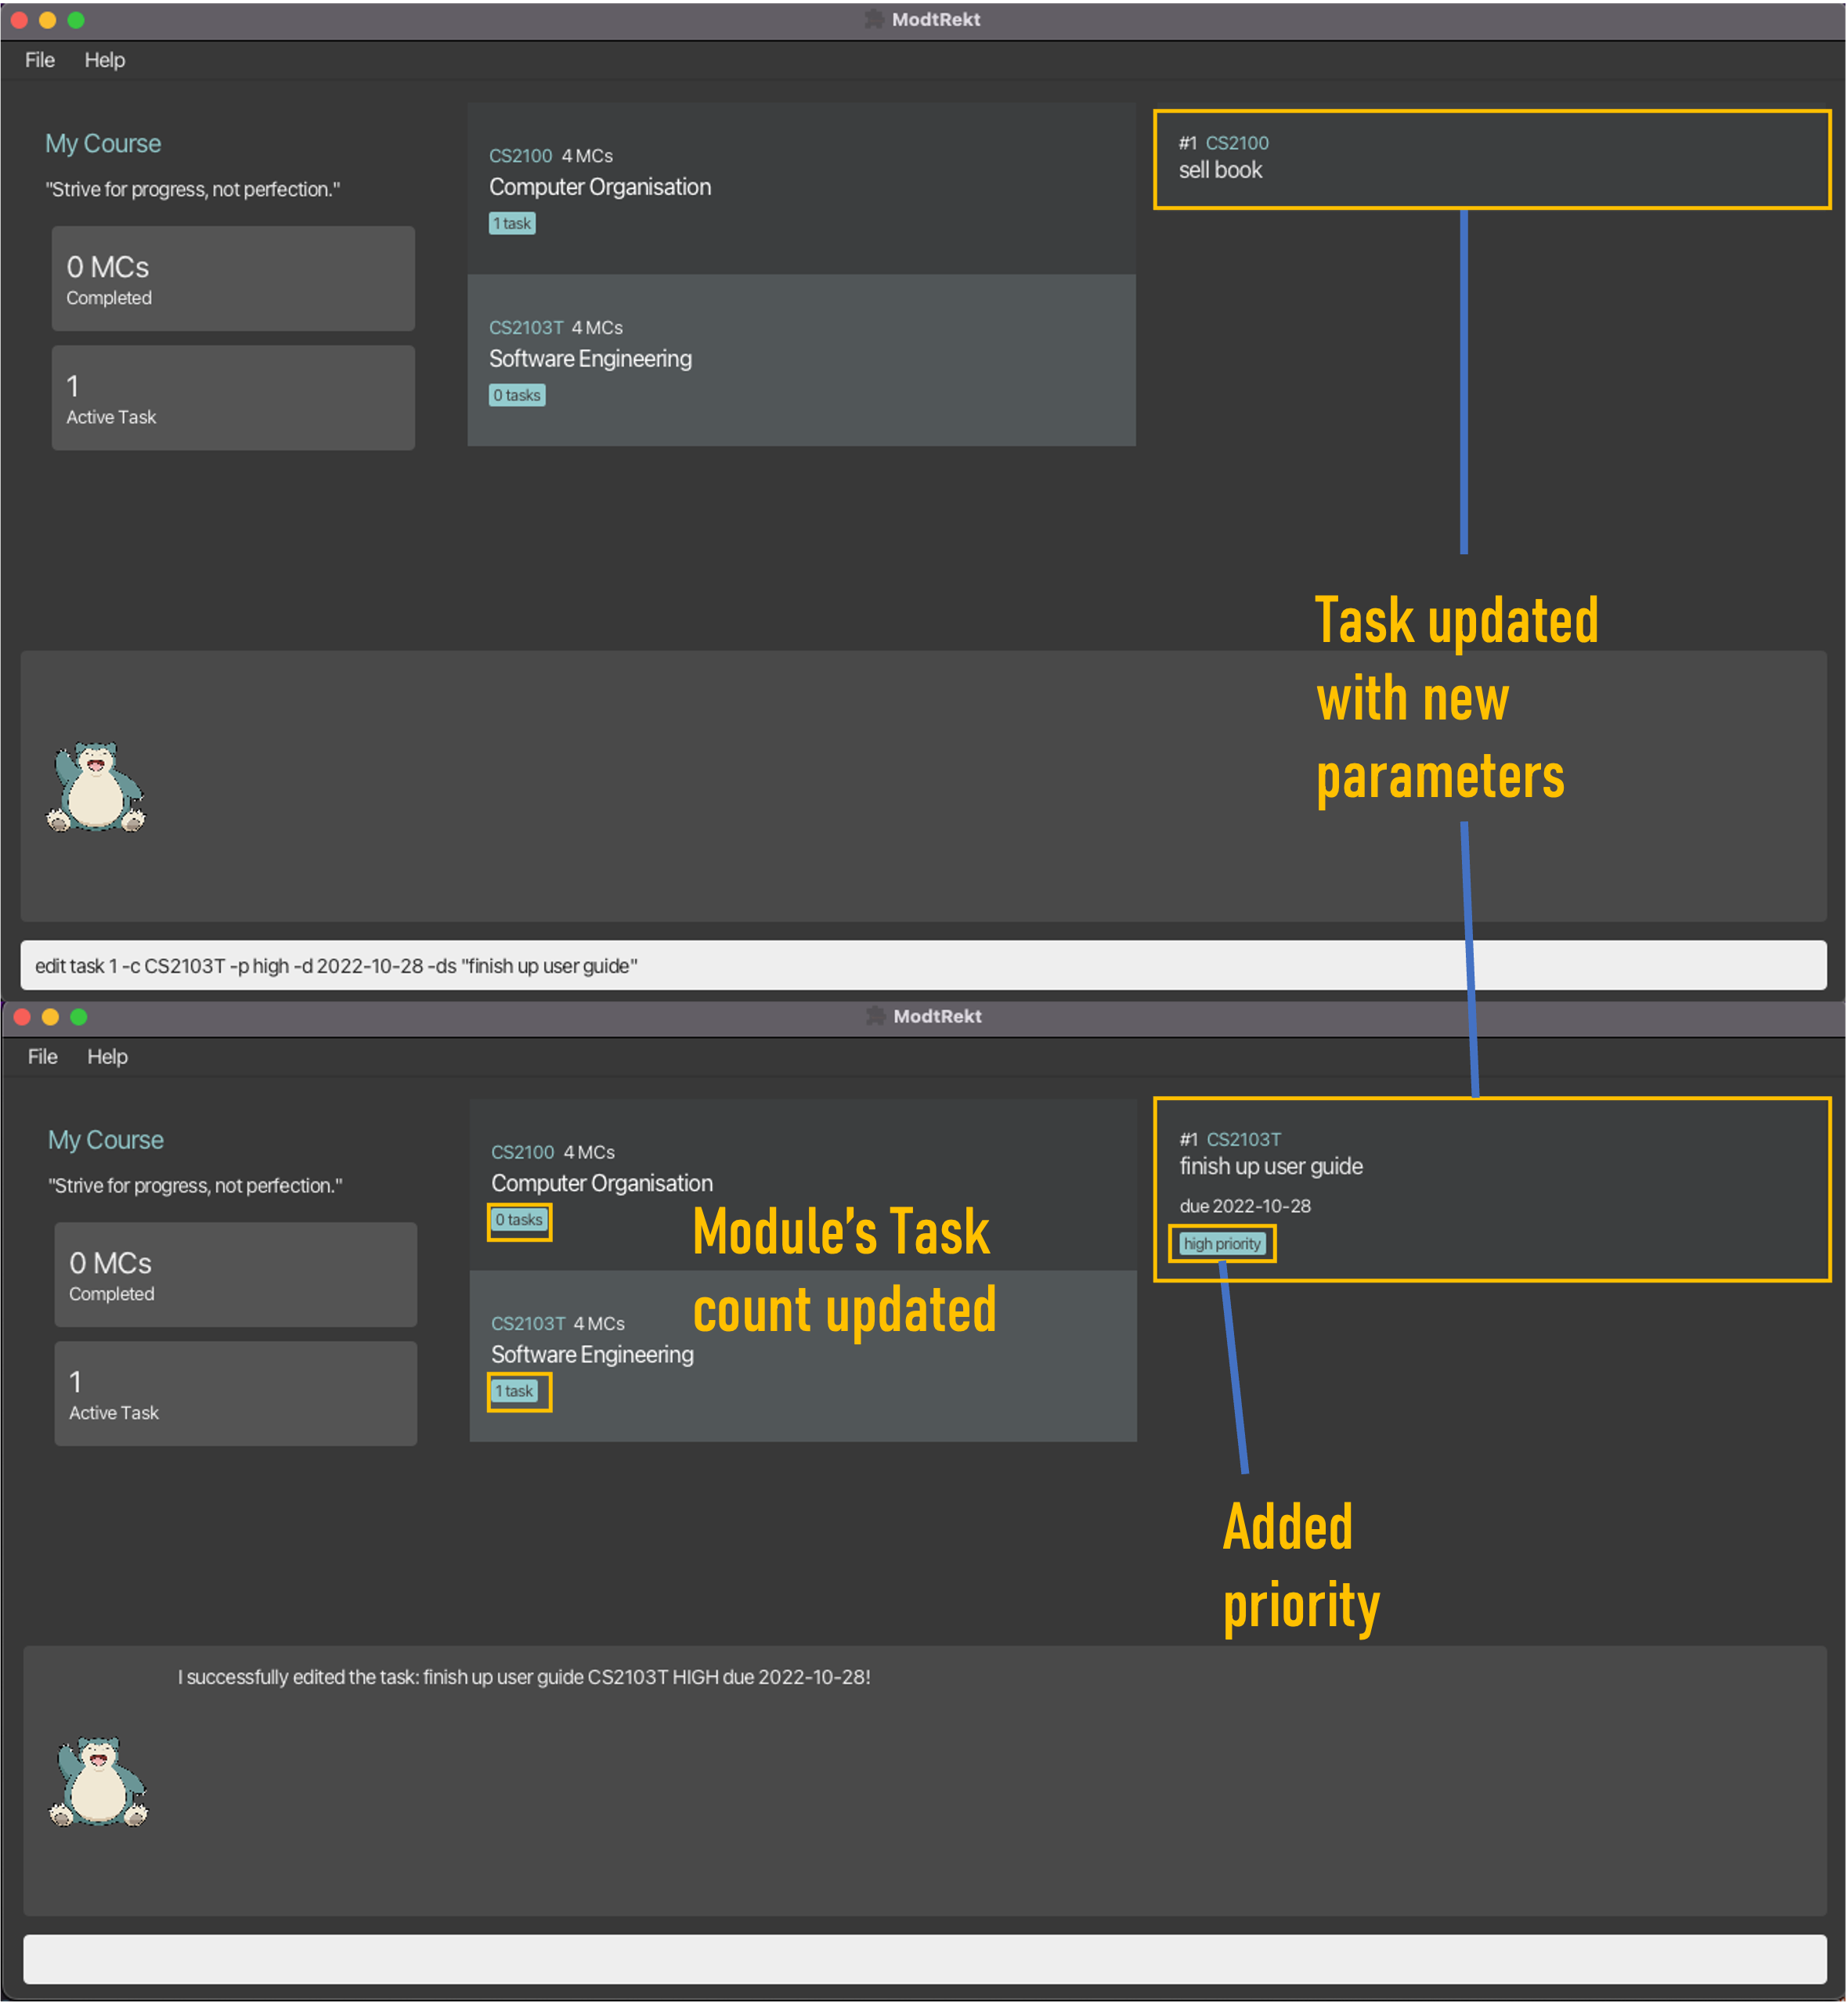 ModtRekt
File Help
My Course
"Strive for progress, not perfection."
0 MCs
Completed
1
Active Task
CS2100 4 MCs
Computer Organisation
1 task
CS2103T 4 MCs
Software Engineering
0 tasks
#1 CS2100
sell book
Task updated
with new
parameters
edit task 1 -c CS2103T -p high -d 2022-10-28 -ds "finish up user guide"
ModtRekt
File Help
My Course
"Strive for progress, not perfection."
0 MCs
Completed
1
Active Task
CS2100 4 MCs
Computer Organisation
0 tasks
Module’s Task
count updated
CS2103T 4 MCs
Software Engineering
1 task
#1 CS2103T
finish up user guide
due 2022-10-28
high priority
Added
priority
I successfully edited the task: finish up user guide CS2103T HIGH due 2022-10-28!